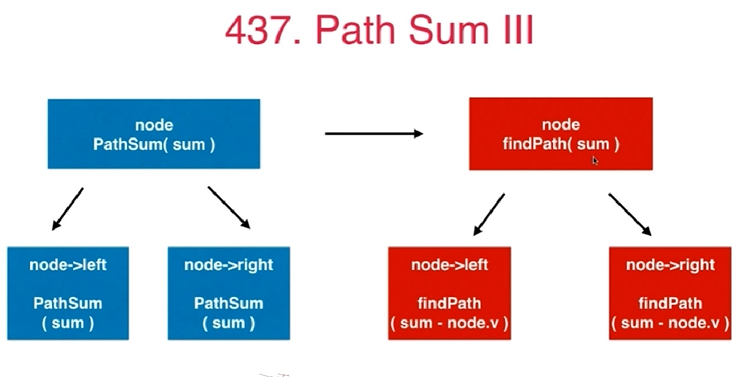 437. Path Sum III
node
PathSum( sum )
node
findPath( sum )
node->left
PathSum
( sum )
node->right
PathSum
( sum )
node->left
findPath
( sum - node.v )
node->right
findPath
( sum - node.v )